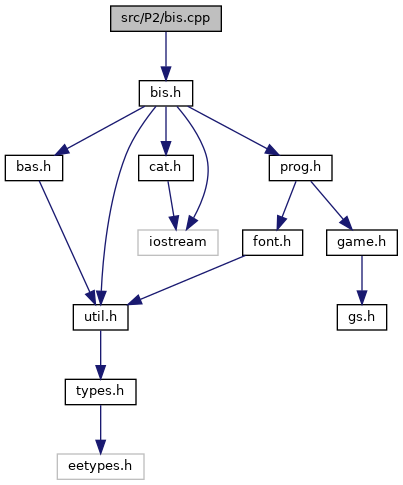 src/P2/bis.cpp
bis.h
bas.h
cat.h
prog.h
iostream
font.h
game.h
util.h
gs.h
types.h
eetypes.h